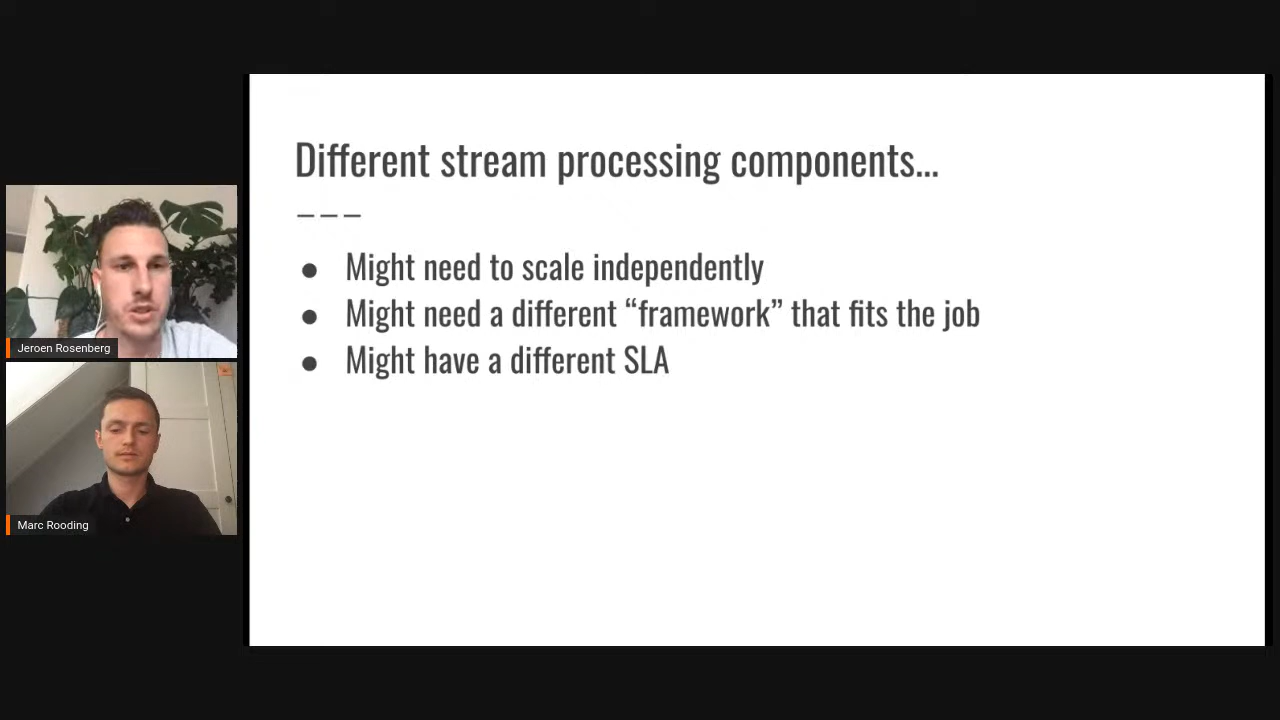 Different stream processing components...
Might need to scale independently
Might need a different “framework” that fits the job
Might have a different SLA
Jeroen Rosenberg
Marc Rooding